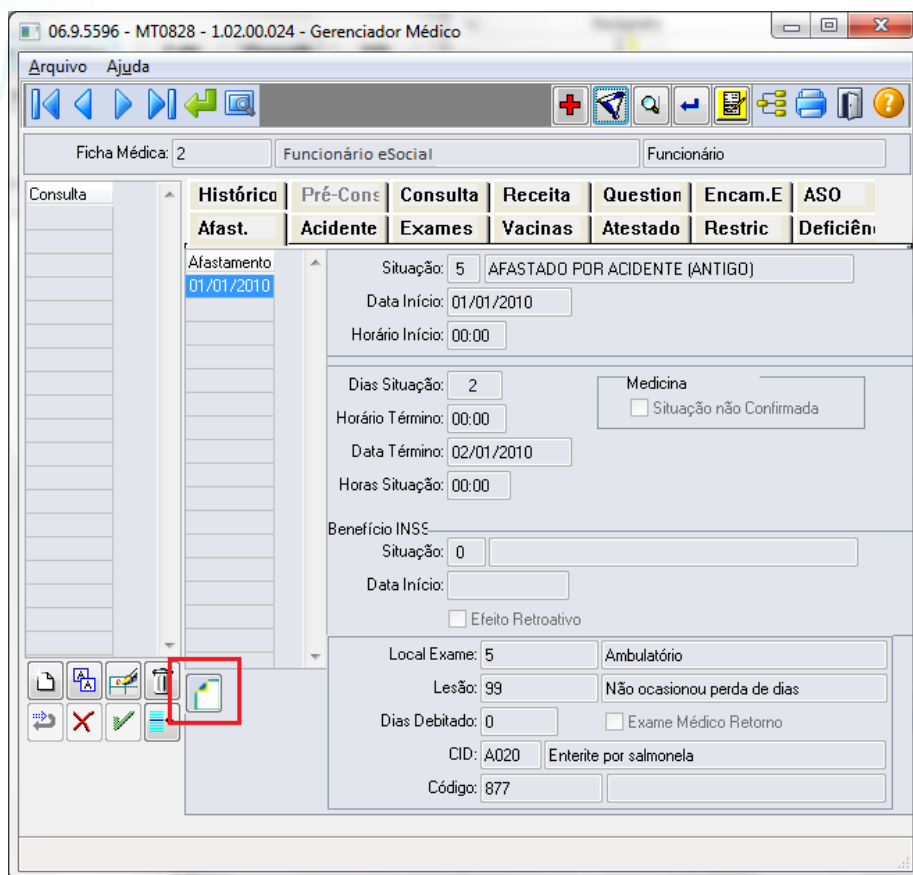 06.9.5596 - MT0828 - 1.02.00.024 - Gerenciador Médico
Arquivo Ajuda
Ficha Médica: 2 Funcionário eSocial Funcionário
Consulta
Histórico Pré-Cons Consulta Receita Question Encam.E ASO
Afast. Acidente Exames Vacinas Atestado Restric Deficiên
Afastamento
01/01/2010
Situação: 5 AFASTADO POR ACIDENTE (ANTIGO)
Data Início: 01/01/2010
Horário Início: 00:00
Dias Situação: 2
Medicina
Situação não Confirmada
Horário Término: 00:00
Data Término: 02/01/2010
Horas Situação: 00:00
Benefício INSS
Situação: 0
Data Início:
Efeito Retroativo
Local Exame: 5 Ambulatório
Lesão: 99 Não ocasionou perda de dias
Dias Debitado: 0 Exame Médico Retorno
CID: A020 Enterite por salmonela
Código: 877